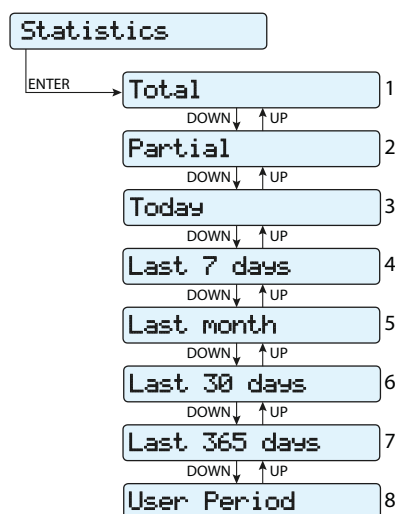 Statistics
ENTER
Total 1
DOWN UP
Partial 2
DOWN UP
Today 3
DOWN UP
Last 7 days 4
DOWN UP
Last month 5
DOWN UP
Last 30 days 6
DOWN UP
Last 365 days 7
DOWN UP
User Period 8